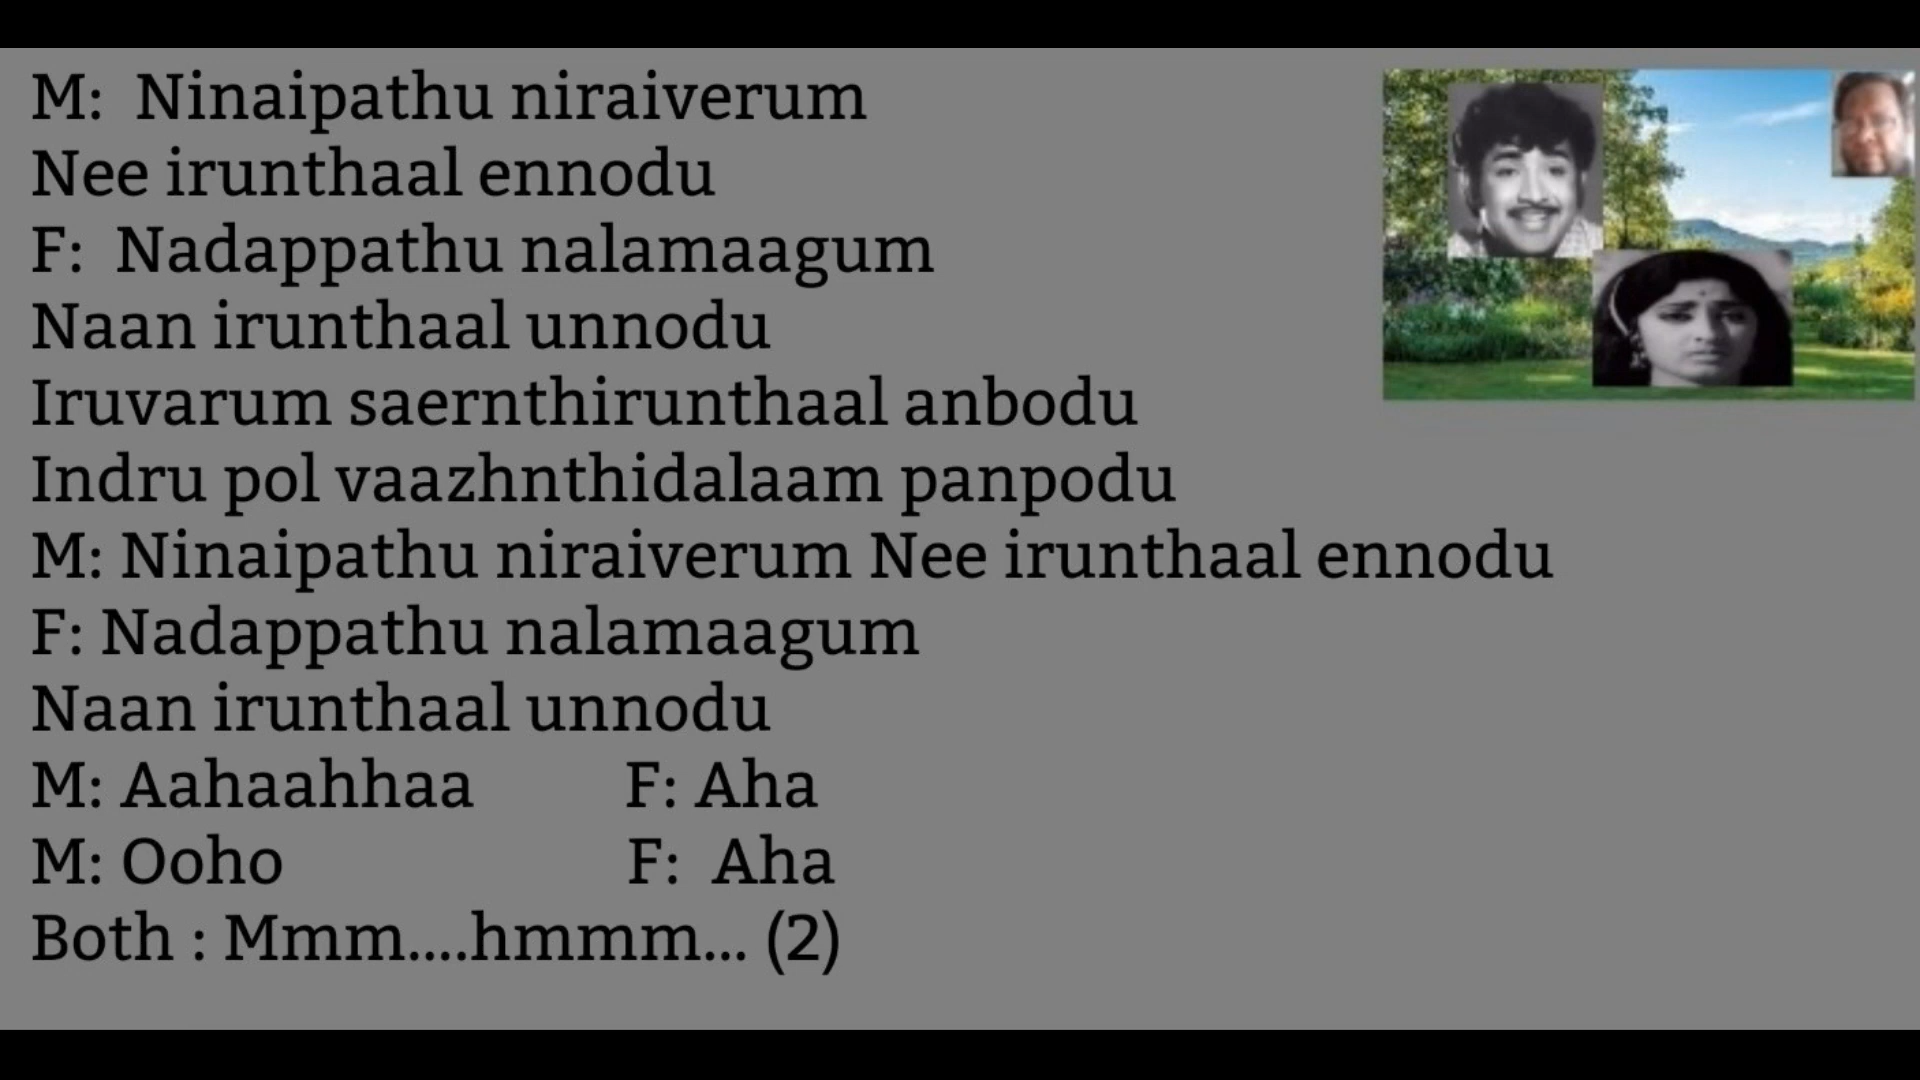 M:  Ninaipathu niraiverum
Nee irunthaal ennodu
F:  Nadappathu nalamaagum
Naan irunthaal unnodu
Iruvarum saernthirunthaal anbodu
Indru pol vaazhnthidalaam panpodu
M: Ninaipathu niraiverum Nee irunthaal ennodu
F: Nadappathu nalamaagum
Naan irunthaal unnodu
M: Aahaahhaa        F: Aha
M: Ooho        F:  Aha
Both : Mmm....hmmm... (2)